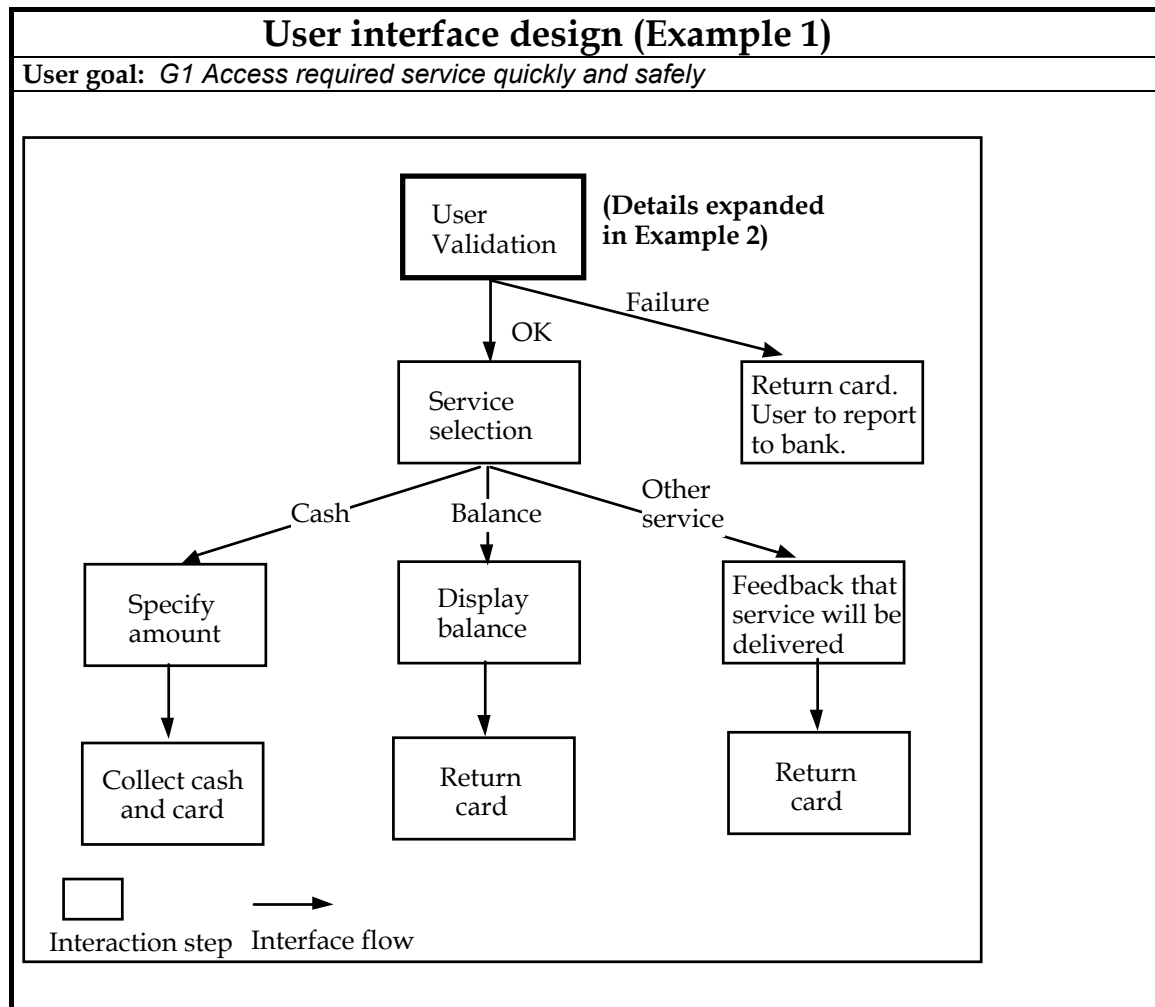 User interface design (Example 1)
User goal: G1 Access required service quickly and safely
User
Validation
(Details expanded
in Example 2)
Failure
OK
Service
selection
Return card.
User to report
to bank.
Cash
Balance
Other
service
Specify
amount
Display
balance
Feedback that
service will be
delivered
Collect cash
and card
Return
card
Return
card
Interaction step
Interface flow